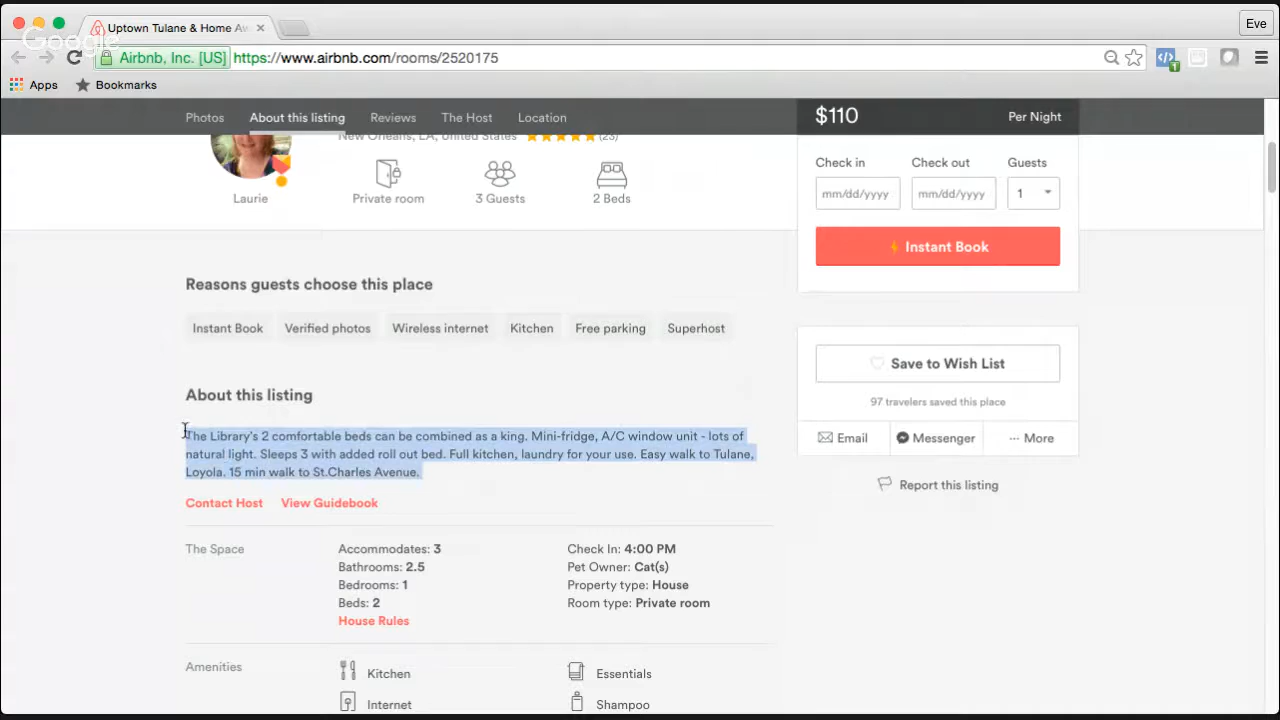 Uptown Tulane & Home Aw
Eve
Google
Airbnb, Inc. [US] https://www.airbnb.com/rooms/2520175
1
Apps Bookmarks
Photos About this listing Reviews The Host Location
$110 Per Night
New Orleans, LA, United States (23)
Check in Check out Guests
mm/dd/yyyy mm/dd/yyyy 1
Laurie Private room 3 Guests 2 Beds
Instant Book
Reasons guests choose this place
Instant Book Verified photos Wireless internet Kitchen Free parking Superhost
Save to Wish List
97 travelers saved this place
Email Messenger ··· More
Report this listing
About this listing
The Library's 2 comfortable beds can be combined as a king. Mini-fridge, A/C window unit - lots of
natural light. Sleeps 3 with added roll out bed. Full kitchen, laundry for your use. Easy walk to Tulane,
Loyola. 15 min walk to St.Charles Avenue.
Contact Host View Guidebook
The Space
Accommodates: 3
Bathrooms: 2.5
Bedrooms: 1
Beds: 2
House Rules
Check In: 4:00 PM
Pet Owner: Cat(s)
Property type: House
Room type: Private room
Amenities
Kitchen
Internet
Essentials
Shampoo